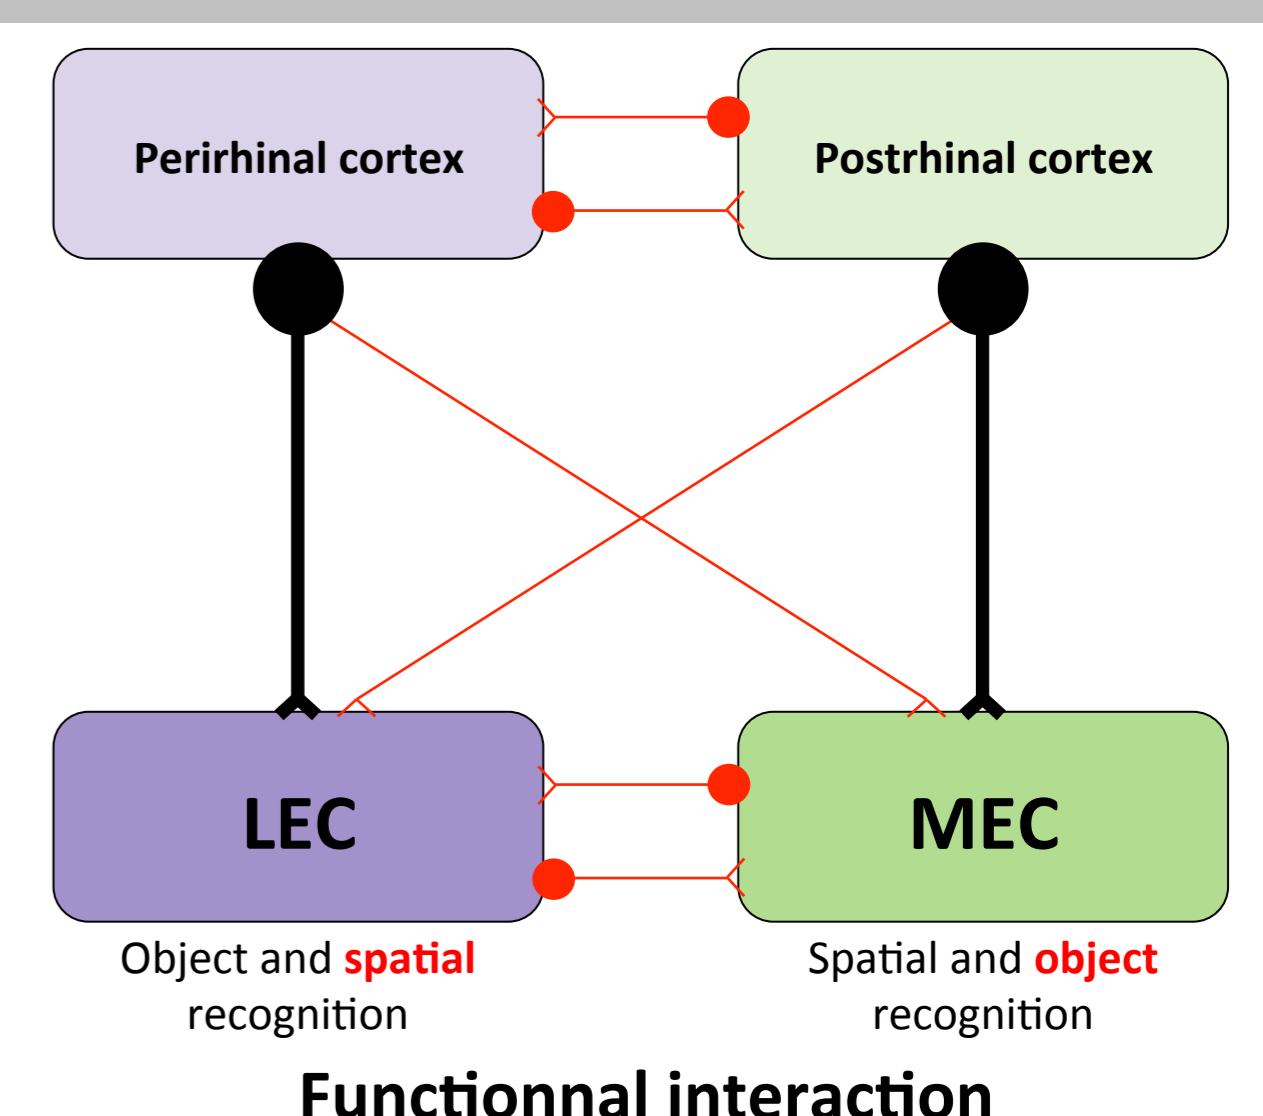 Perirhinal cortex
Postrhinal cortex
LEC
MEC
Object and spatial
recognition
Spatial and object
recognition
Functionnal interaction